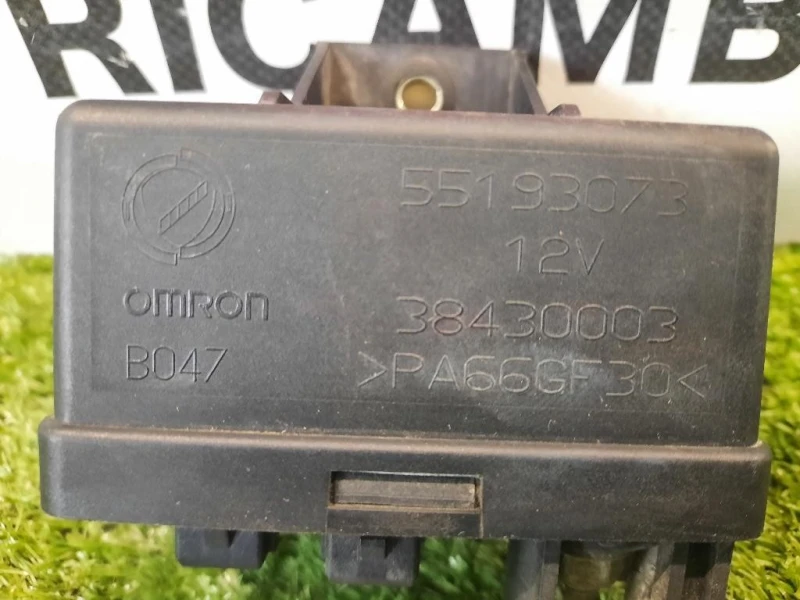 RICAMB
55193073
12V
omron
38430003
B047
>PA66GF30<